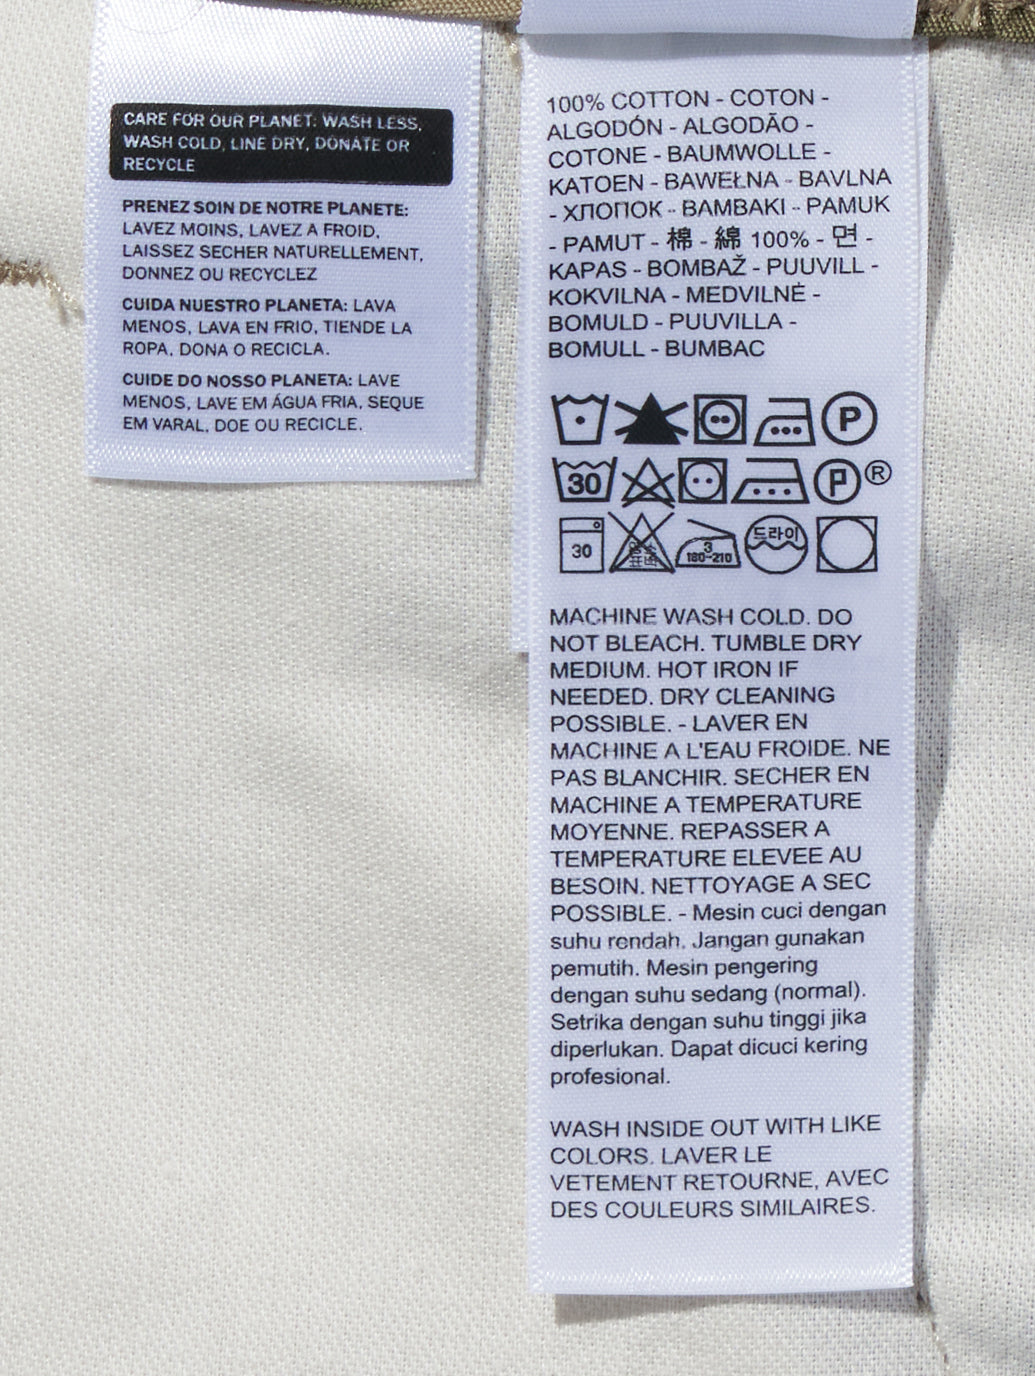 CARE FOR OUR PLANET: WASH LESS,
WASH COLD, LINE DRY, DONATE OR
RECYCLE
PRENEZ SOIN DE NOTRE PLANETE:
LAVEZ MOINS, LAVEZ A FROID,
LAISSEZ SECHER NATURELLEMENT,
DONNEZ OU RECYCLEZ
CUIDA NUESTRO PLANETA: LAVA
MENOS, LAVA EN FRIO, TIENDE LA
ROPA, DONA O RECICLA.
CUIDE DO NOSSO PLANETA: LAVE
MENOS, LAVE EM ÁGUA FRIA, SEQUE
EM VARAL, DOE OU RECICLE.
100% COTTON - COTON -
ALGODÓN - ALGODÃO -
COTONE - BAUMWOLLE -
KATOEN - BAWEŁNA - BAVLNA
- ХЛОПОК - BAMBAKI - PAMUK
- PAMUT - 棉 - 綿 100% - 면 -
KAPAS - BOMBAŽ - PUUVILL -
KOKVILNA - MEDVILNĖ -
BOMULD - PUUVILLA -
BOMULL - BUMBAC
P
30 P ®
30 3 180~210 드라이
MACHINE WASH COLD. DO
NOT BLEACH. TUMBLE DRY
MEDIUM. HOT IRON IF
NEEDED. DRY CLEANING
POSSIBLE. - LAVER EN
MACHINE A L'EAU FROIDE. NE
PAS BLANCHIR. SECHER EN
MACHINE A TEMPERATURE
MOYENNE. REPASSER A
TEMPERATURE ELEVEE AU
BESOIN. NETTOYAGE A SEC
POSSIBLE. - Mesin cuci dengan
suhu rendah. Jangan gunakan
pemutih. Mesin pengering
dengan suhu sedang (normal).
Setrika dengan suhu tinggi jika
diperlukan. Dapat dicuci kering
profesional.
WASH INSIDE OUT WITH LIKE
COLORS. LAVER LE
VETEMENT RETOURNE, AVEC
DES COULEURS SIMILAIRES.